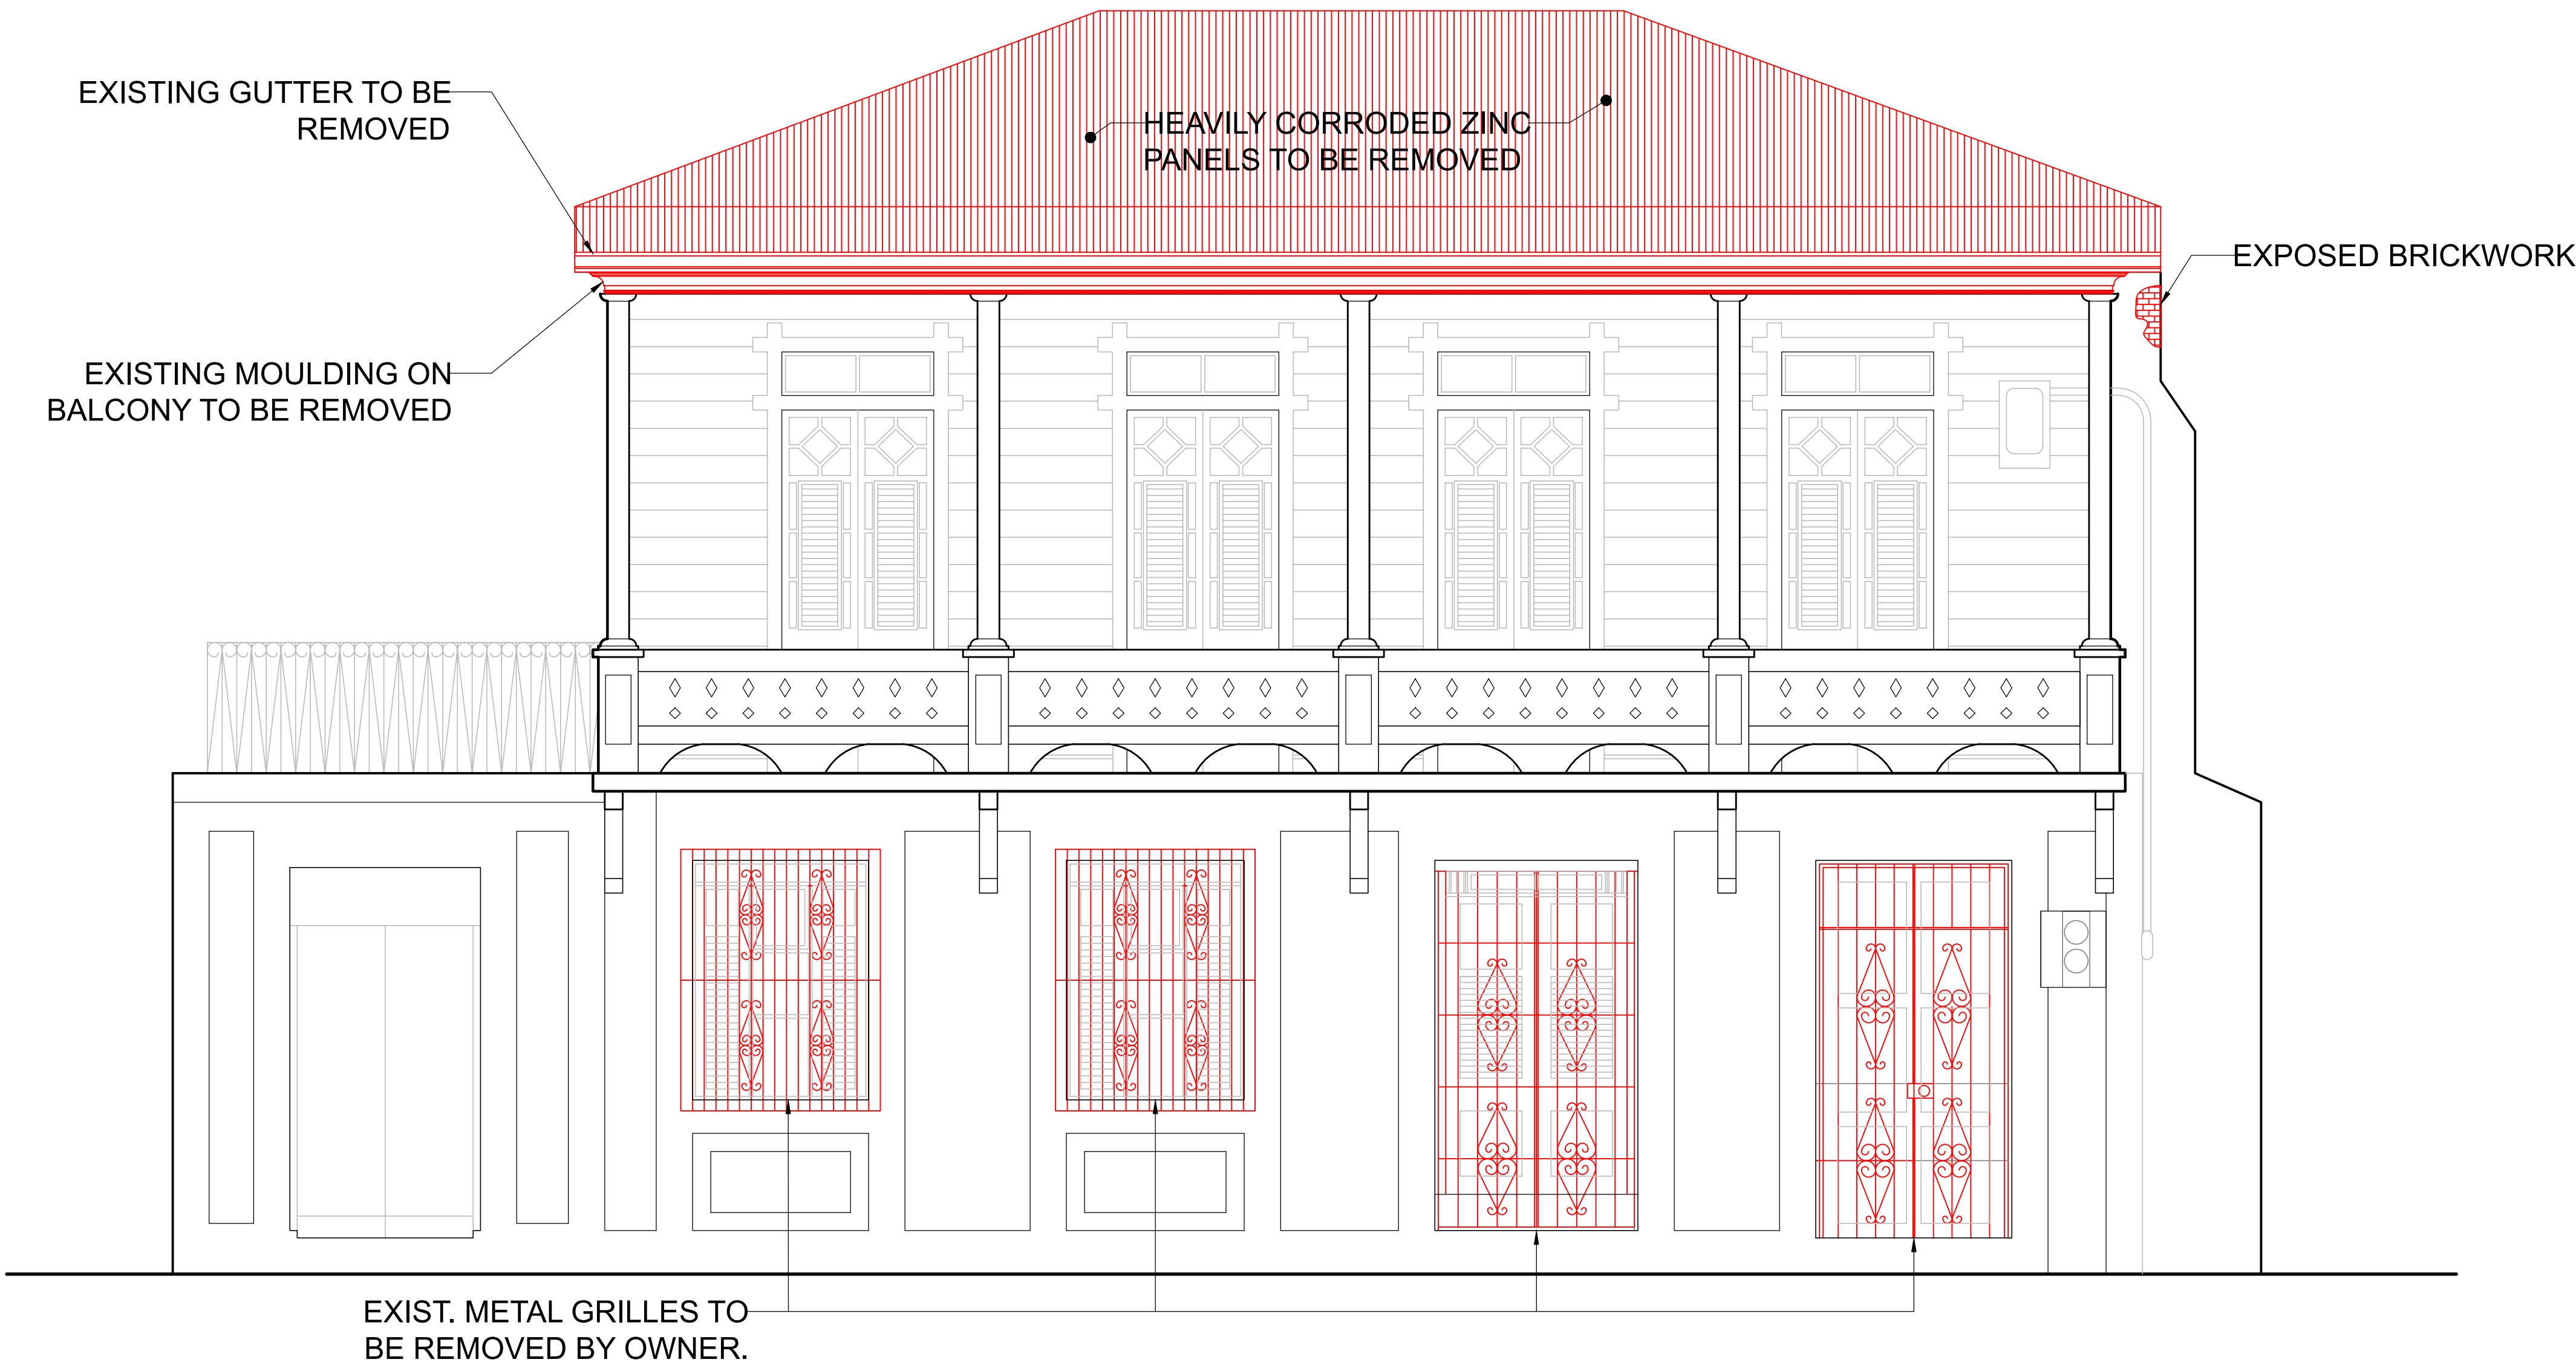 EXISTING GUTTER TO BE
REMOVED
HEAVILY CORRODED ZINC
PANELS TO BE REMOVED
EXPOSED BRICKWORK
EXISTING MOULDING ON
BALCONY TO BE REMOVED
EXIST. METAL GRILLES TO
BE REMOVED BY OWNER.